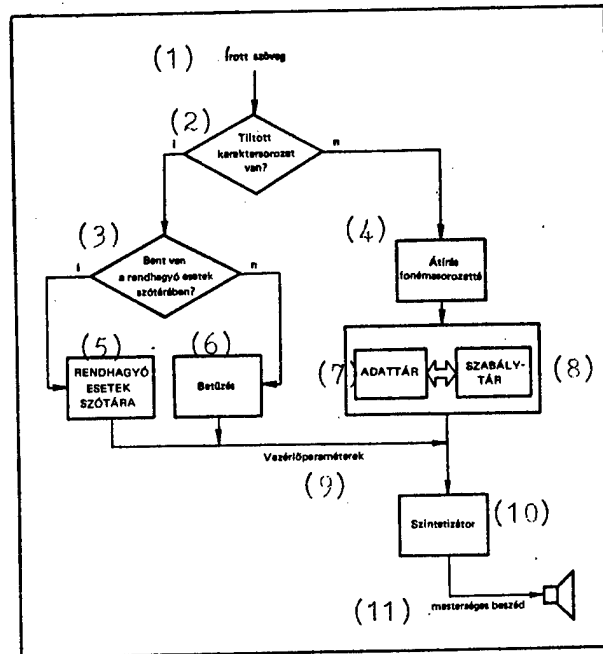 (1) Írott szöveg
(2) Tiltott
karaktersorozat
van?
i
n
(3) Bent van
a rendhagyó esetek
szótárában?
i
n
(4) Átírás
fonémasorozattá
(5) RENDHAGYÓ
ESETEK
SZÓTÁRA
(6) Betűzés
(7) ADATTÁR
SZABÁLY-
TÁR
(8)
Vezérlőparaméterek
(9)
Szintetizátor
(10)
(11) mesterséges beszéd